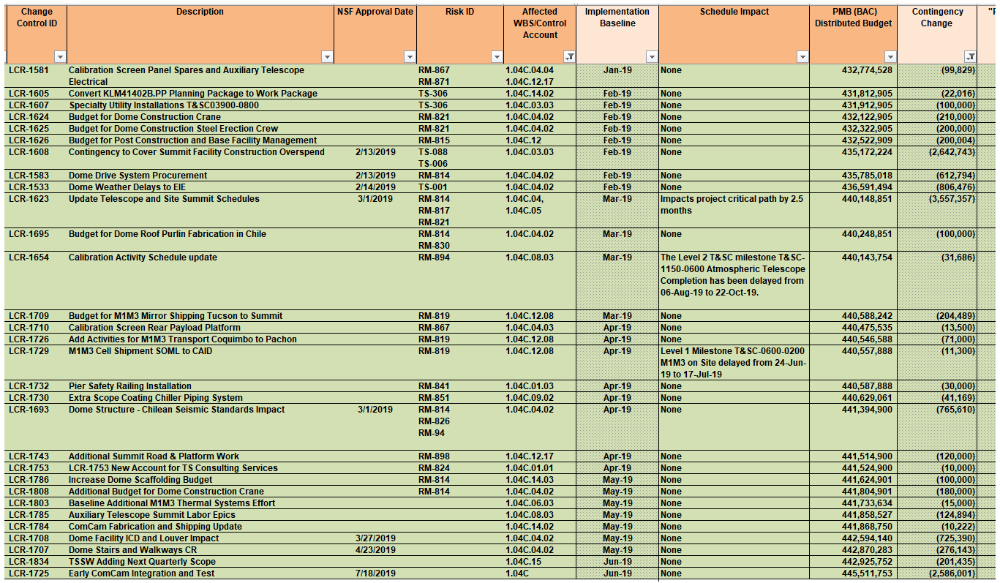 Change Control ID Description NSF Approval Date Risk ID Affected WBS/Control Account Implementation Baseline Schedule Impact PMB (BAC) Distributed Budget Contingency Change "F
LCR-1581 Calibration Screen Panel Spares and Auxiliary Telescope RM-867 1.04C.04.04 Jan-19 None 432,774,528 (99,829)
Electrical RM-871 1.04C.12.17
LCR-1605 Convert KLM41402B.PP Planning Package to Work Package TS-306 1.04C.14.02 Feb-19 None 431,812,905 (22,016)
LCR-1607 Specialty Utility Installations T&SC03900-0800 TS-306 1.04C.03.03 Feb-19 None 431,912,905 (100,000)
LCR-1624 Budget for Dome Construction Crane RM-821 1.04C.04.02 Feb-19 None 432,122,905 (210,000)
LCR-1625 Budget for Dome Construction Steel Erection Crew RM-821 1.04C.04.02 Feb-19 None 432,322,905 (200,000)
LCR-1626 Budget for Post Construction and Base Facility Management RM-815 1.04C.12 Feb-19 None 432,522,909 (200,004)
LCR-1608 Contingency to Cover Summit Facility Construction Overspend 2/13/2019 TS-088 1.04C.03.03 Feb-19 None 435,172,224 (2,642,743)
TS-006
LCR-1583 Dome Drive System Procurement 2/13/2019 RM-814 1.04C.04.02 Feb-19 None 435,785,018 (612,794)
LCR-1533 Dome Weather Delays to EIE 2/14/2019 TS-001 1.04C.04.02 Feb-19 None 436,591,494 (806,476)
LCR-1623 Update Telescope and Site Summit Schedules 3/1/2019 RM-814 1.04C.04, Mar-19 Impacts project critical path by 2.5 440,148,851 (3,557,357)
RM-817 1.04C.05 months
RM-821
LCR-1695 Budget for Dome Roof Purlin Fabrication in Chile RM-814 1.04C.04.02 Mar-19 None 440,248,851 (100,000)
RM-830
LCR-1654 Calibration Activity Schedule update RM-894 1.04C.08.03 Mar-19 The Level 2 T&SC milestone T&SC- 440,143,754 (31,686)
1150-0600 Atmospheric Telescope
Completion has been delayed from
06-Aug-19 to 22-Oct-19.
LCR-1709 Budget for M1M3 Mirror Shipping Tucson to Summit RM-819 1.04C.12.08 Mar-19 None 440,588,242 (204,489)
LCR-1710 Calibration Screen Rear Payload Platform RM-867 1.04C.04.03 Apr-19 None 440,475,535 (13,500)
LCR-1726 Add Activities for M1M3 Transport Coquimbo to Pachon RM-819 1.04C.12.08 Apr-19 None 440,546,588 (71,000)
LCR-1729 M1M3 Cell Shipment SOML to CAID RM-819 1.04C.12.08 Apr-19 Level 1 Milestone T&SC-0600-0200 440,557,888 (11,300)
M1M3 on Site delayed from 24-Jun-
19 to 17-Jul-19
LCR-1732 Pier Safety Railing Installation RM-841 1.04C.01.03 Apr-19 None 440,587,888 (30,000)
LCR-1730 Extra Scope Coating Chiller Piping System RM-851 1.04C.09.02 Apr-19 None 440,629,061 (41,169)
LCR-1693 Dome Structure - Chilean Seismic Standards Impact 3/1/2019 RM-814 1.04C.04.02 Apr-19 None 441,394,900 (765,610)
RM-826
RM-94
LCR-1743 Additional Summit Road & Platform Work RM-898 1.04C.12.17 Apr-19 None 441,514,900 (120,000)
LCR-1753 LCR-1753 New Account for TS Consulting Services RM-824 1.04C.01.01 Apr-19 None 441,524,900 (10,000)
LCR-1786 Increase Dome Scaffolding Budget RM-814 1.04C.14.03 May-19 None 441,624,901 (100,000)
LCR-1808 Additional Budget for Dome Construction Crane RM-814 1.04C.04.02 May-19 None 441,804,901 (180,000)
LCR-1803 Baseline Additional M1M3 Thermal Systems Effort 1.04C.06.03 May-19 None 441,733,634 (15,000)
LCR-1785 Auxiliary Telescope Summit Labor Epics 1.04C.08.03 May-19 None 441,858,527 (124,894)
LCR-1784 ComCam Fabrication and Shipping Update 1.04C.14.02 May-19 None 441,868,750 (10,222)
LCR-1708 Dome Facility ICD and Louver Impact 3/27/2019 1.04C.04.02 May-19 None 442,594,140 (725,390)
LCR-1707 Dome Stairs and Walkways CR 4/23/2019 1.04C.04.02 May-19 None 442,870,283 (276,143)
LCR-1834 TSSW Adding Next Quarterly Scope 1.04C.15 Jun-19 None 442,925,752 (201,435)
LCR-1725 Early ComCam Integration and Test 7/18/2019 1.04C Jun-19 None 445,511,753 (2,586,001)